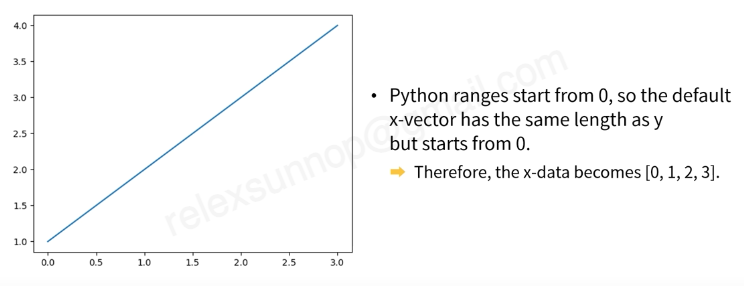 4.0
3.5
3.0
2.5
2.0
1.5
1.0
0.0 0.5 1.0 1.5 2.0 2.5 3.0
• Python ranges start from 0, so the default
x-vector has the same length as y
but starts from 0.
➡ Therefore, the x-data becomes [0, 1, 2, 3].
relexsunnop@gmail.com